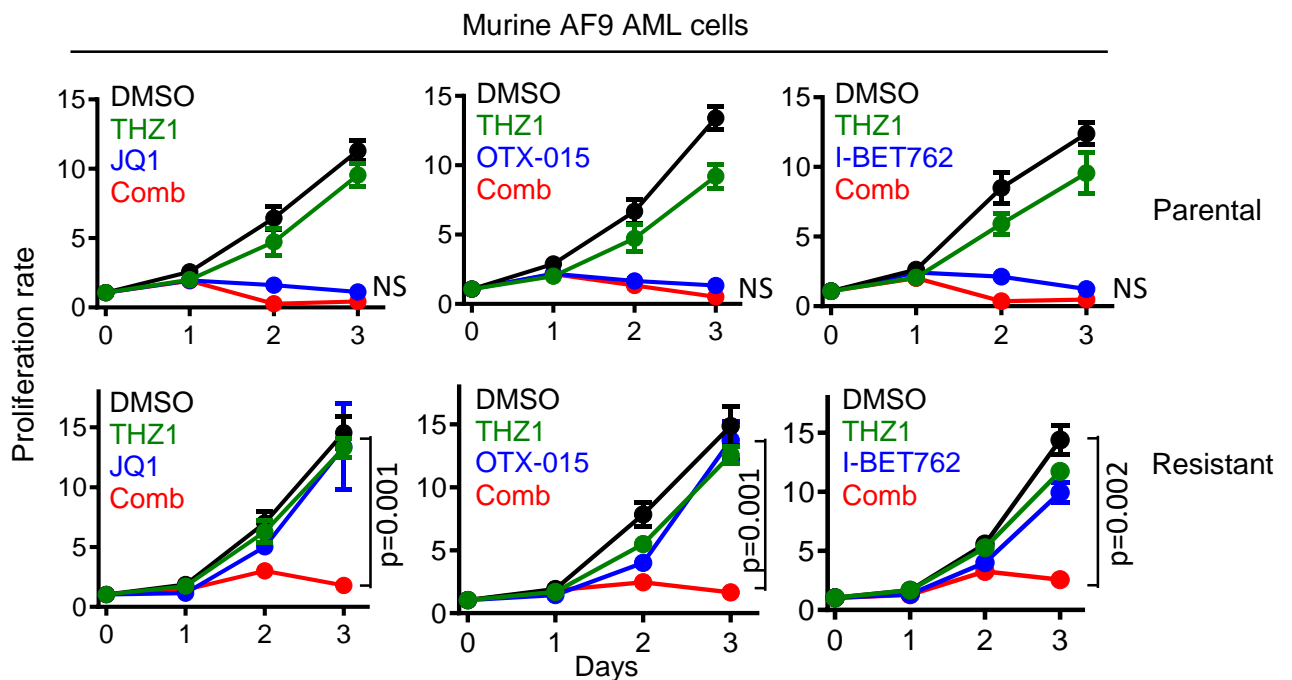 Murine AF9 AML cells
Proliferation rate
15
10
5
0
DMSO
THZ1
JQ1
Comb
NS
0 1 2 3
15
10
5
0
DMSO
THZ1
OTX-015
Comb
NS
0 1 2 3
15
10
5
0
DMSO
THZ1
I-BET762
Comb
NS
0 1 2 3
Parental
15
10
5
0
DMSO
THZ1
JQ1
Comb
p=0.001
0 1 2 3
15
10
5
0
DMSO
THZ1
OTX-015
Comb
p=0.001
0 1 2 3
15
10
5
0
DMSO
THZ1
I-BET762
Comb
p=0.002
0 1 2 3
Resistant
Days